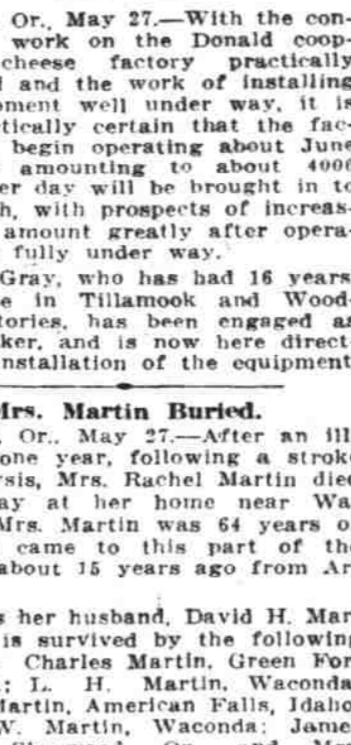 Or., May 27.—With the con-
work on the Donald coop-
cheese factory practically
and the work of installing
oment well under way, it is
tically certain that the fac-
begin operating about June
amounting to about 4000
er day will be brought in to
h, with prospects of increas-
amount greatly after opera-
fully under way.
Gray, who has had 16 years
e in Tillamook and Wood-
tories, has been engaged as
ker, and is now here direct-
nstallation of the equipment
Mrs. Martin Buried.
, Or., May 27.—After an ill
one year, following a stroke
ysis, Mrs. Rachel Martin died
ay at her home near Wa
Mrs. Martin was 64 years o
came to this part of the
about 15 years ago from Ar
s her husband, David H. Mar
is survived by the following
Charles Martin, Green For
.; L. H. Martin, Waconda
Martin, American Falls, Idaho
W. Martin, Waconda; James
Or., and